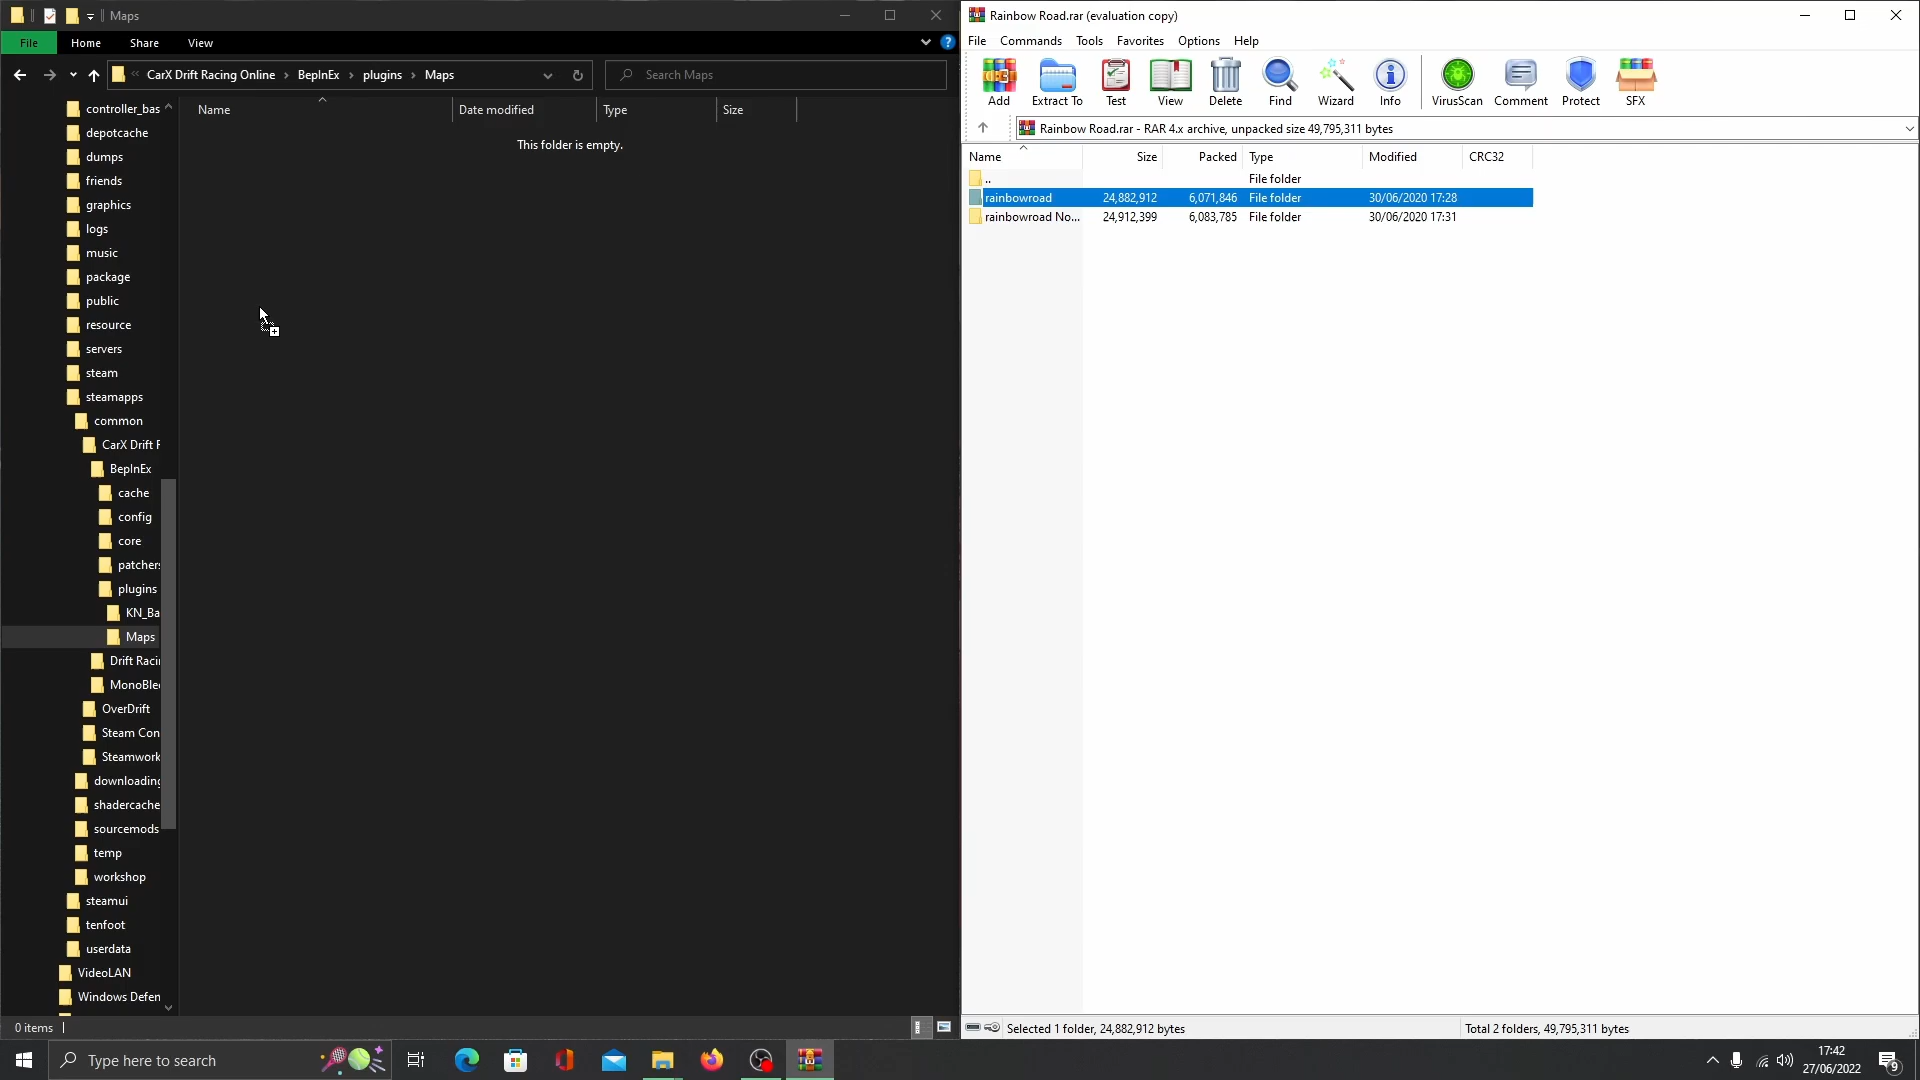 Maps
File
Home
Share
View
CarX Drift Racing Online
BepInEx
plugins
Maps
Search Maps
Name
Date modified
Type
Size
This folder is empty.
controller_bas
depotcache
dumps
friends
graphics
logs
music
package
public
resource
servers
steam
steamapps
common
CarX Drift R
BepInEx
cache
config
core
patchers
plugins
KN_Ba
Maps
Drift Racin
MonoBlee
OverDrift
Steam Con
Steamwork
downloading
shadercache
sourcemods
temp
workshop
steamui
tenfoot
userdata
VideoLAN
Windows Defen
0 items
Rainbow Road.rar (evaluation copy)
File
Commands
Tools
Favorites
Options
Help
Add
Extract To
Test
View
Delete
Find
Wizard
Info
VirusScan
Comment
Protect
SFX
Rainbow Road.rar - RAR 4.x archive, unpacked size 49,795,311 bytes
Name Size Packed Type Modified CRC32
.. File folder
rainbowroad 24,882,912 6,071,846 File folder 30/06/2020 17:28
rainbowroad No... 24,912,399 6,083,785 File folder 30/06/2020 17:31
Selected 1 folder, 24,882,912 bytes
Total 2 folders, 49,795,311 bytes
Type here to search
17:42
27/06/2022
9